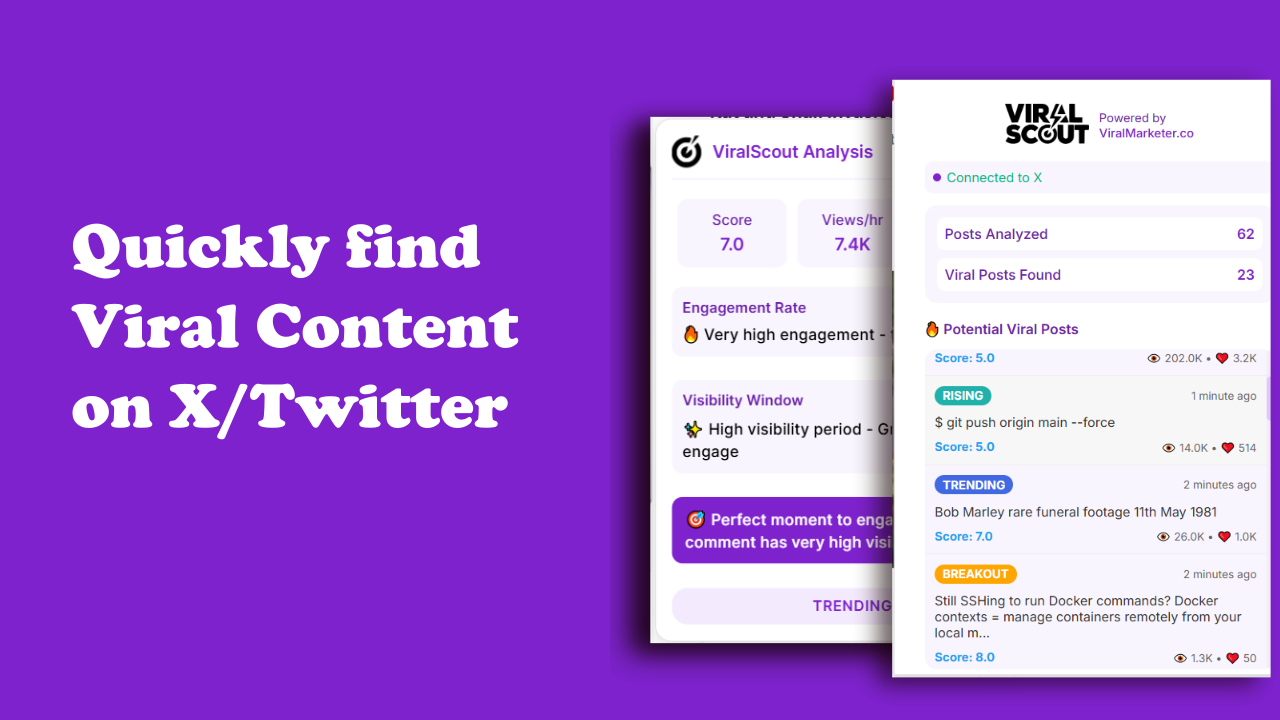 Quickly find
Viral Content
on X/Twitter
ViralScout Analysis
Score
7.0
Views/hr
7.4K
Engagement Rate
🔥 Very high engagement -
Visibility Window
✨ High visibility period -
engage
🎯 Perfect moment to enga
comment has very high visi
TRENDING
VIRAL
SCOUT
Powered by
ViralMarketer.co
Connected to X
Posts Analyzed 62
Viral Posts Found 23
🔥 Potential Viral Posts
Score: 5.0 👁 202.0K • ❤️ 3.2K
RISING 1 minute ago
$ git push origin main --force
Score: 5.0 👁 14.0K • ❤️ 514
TRENDING 2 minutes ago
Bob Marley rare funeral footage 11th May 1981
Score: 7.0 👁 26.0K • ❤️ 1.0K
BREAKOUT 2 minutes ago
Still SSHing to run Docker commands? Docker
contexts = manage containers remotely from your
local m...
Score: 8.0 👁 1.3K • ❤️ 50